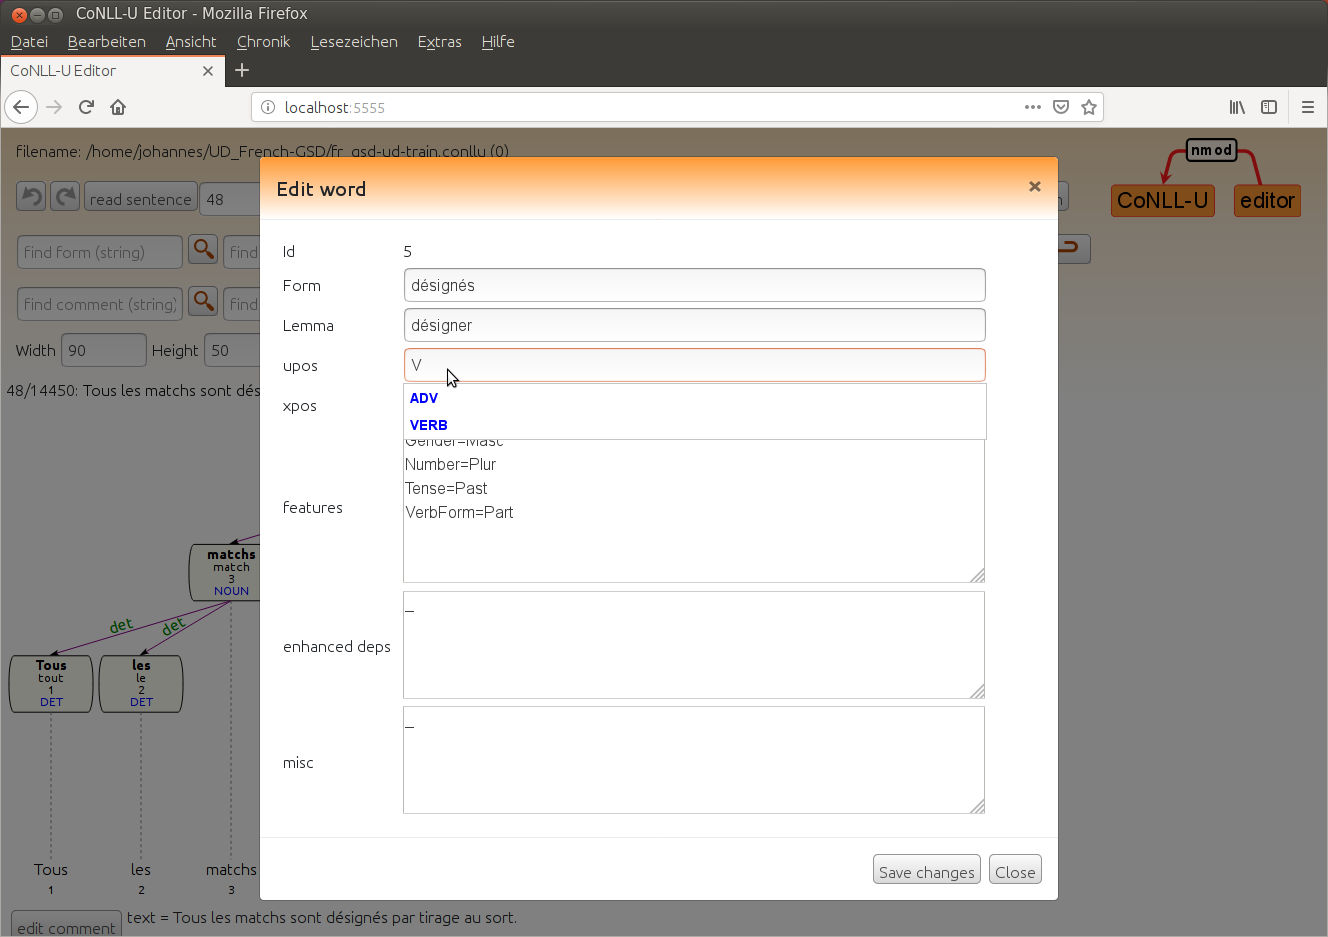 CoNLL-U Editor - Mozilla Firefox
Datei Bearbeiten Ansicht Chronik Lesezeichen Extras Hilfe
CoNLL-U Editor
localhost:5555
filename: /home/johannes/UD_French-GSD/fr_gsd-ud-train.conllu (0)
nmod
CoNLL-U editor
read sentence 48
find form (string) find
find comment (string) find
Width 90 Height 50
48/14450: Tous les matchs sont dés
Edit word
Id 5
Form désignés
Lemma désigner
upos V
ADV
VERB
xpos
features
Gender=Masc
Number=Plur
Tense=Past
VerbForm=Part
enhanced deps _
misc _
Save changes Close
matchs
match
3
NOUN
det det
Tous
tout
1
DET
les
le
2
DET
Tous les matchs
1 2 3
edit comment text = Tous les matchs sont désignés par tirage au sort.